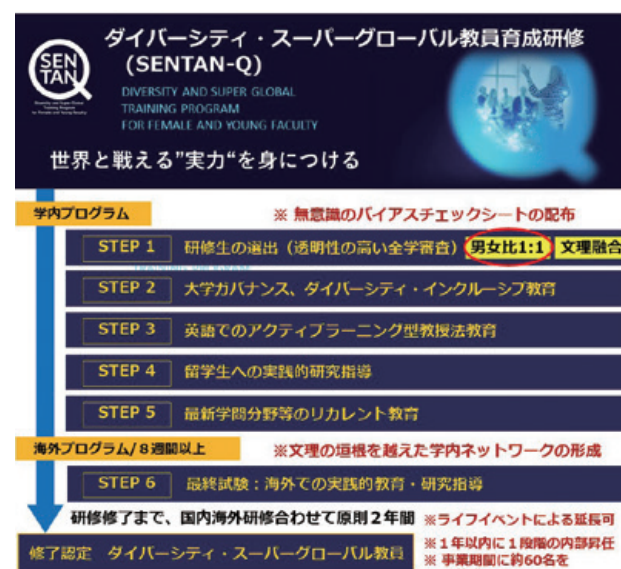 ダイバーシティ・スーパーグローバル教員育成研修
(SENTAN-Q)
SEN
TAN
DIVERSITY AND SUPER GLOBAL
TRAINING PROGRAM
FOR FEMALE AND YOUNG FACULTY
Diversity and Super Global
Training Program
for Female and Young Faculty
世界と戦える”実力“を身につける
学内プログラム
※ 無意識のバイアスチェックシートの配布
STEP 1 研修生の選出（透明性の高い全学審査） 男女比1:1 文理融合
STEP 2 大学ガバナンス、ダイバーシティ・インクルーシブ教育
STEP 3 英語でのアクティブラーニング型教授法教育
STEP 4 留学生への実践的研究指導
STEP 5 最新学問分野等のリカレント教育
海外プログラム/８週間以上
※文理の垣根を越えた学内ネットワークの形成
STEP 6 最終試験：海外での実践的教育・研究指導
研修修了まで、国内海外研修合わせて原則２年間 ※ライフイベントによる延長可
修了認定 ダイバーシティ・スーパーグローバル教員
※１年以内に１段階の内部昇任
※ 事業期間に約60名を